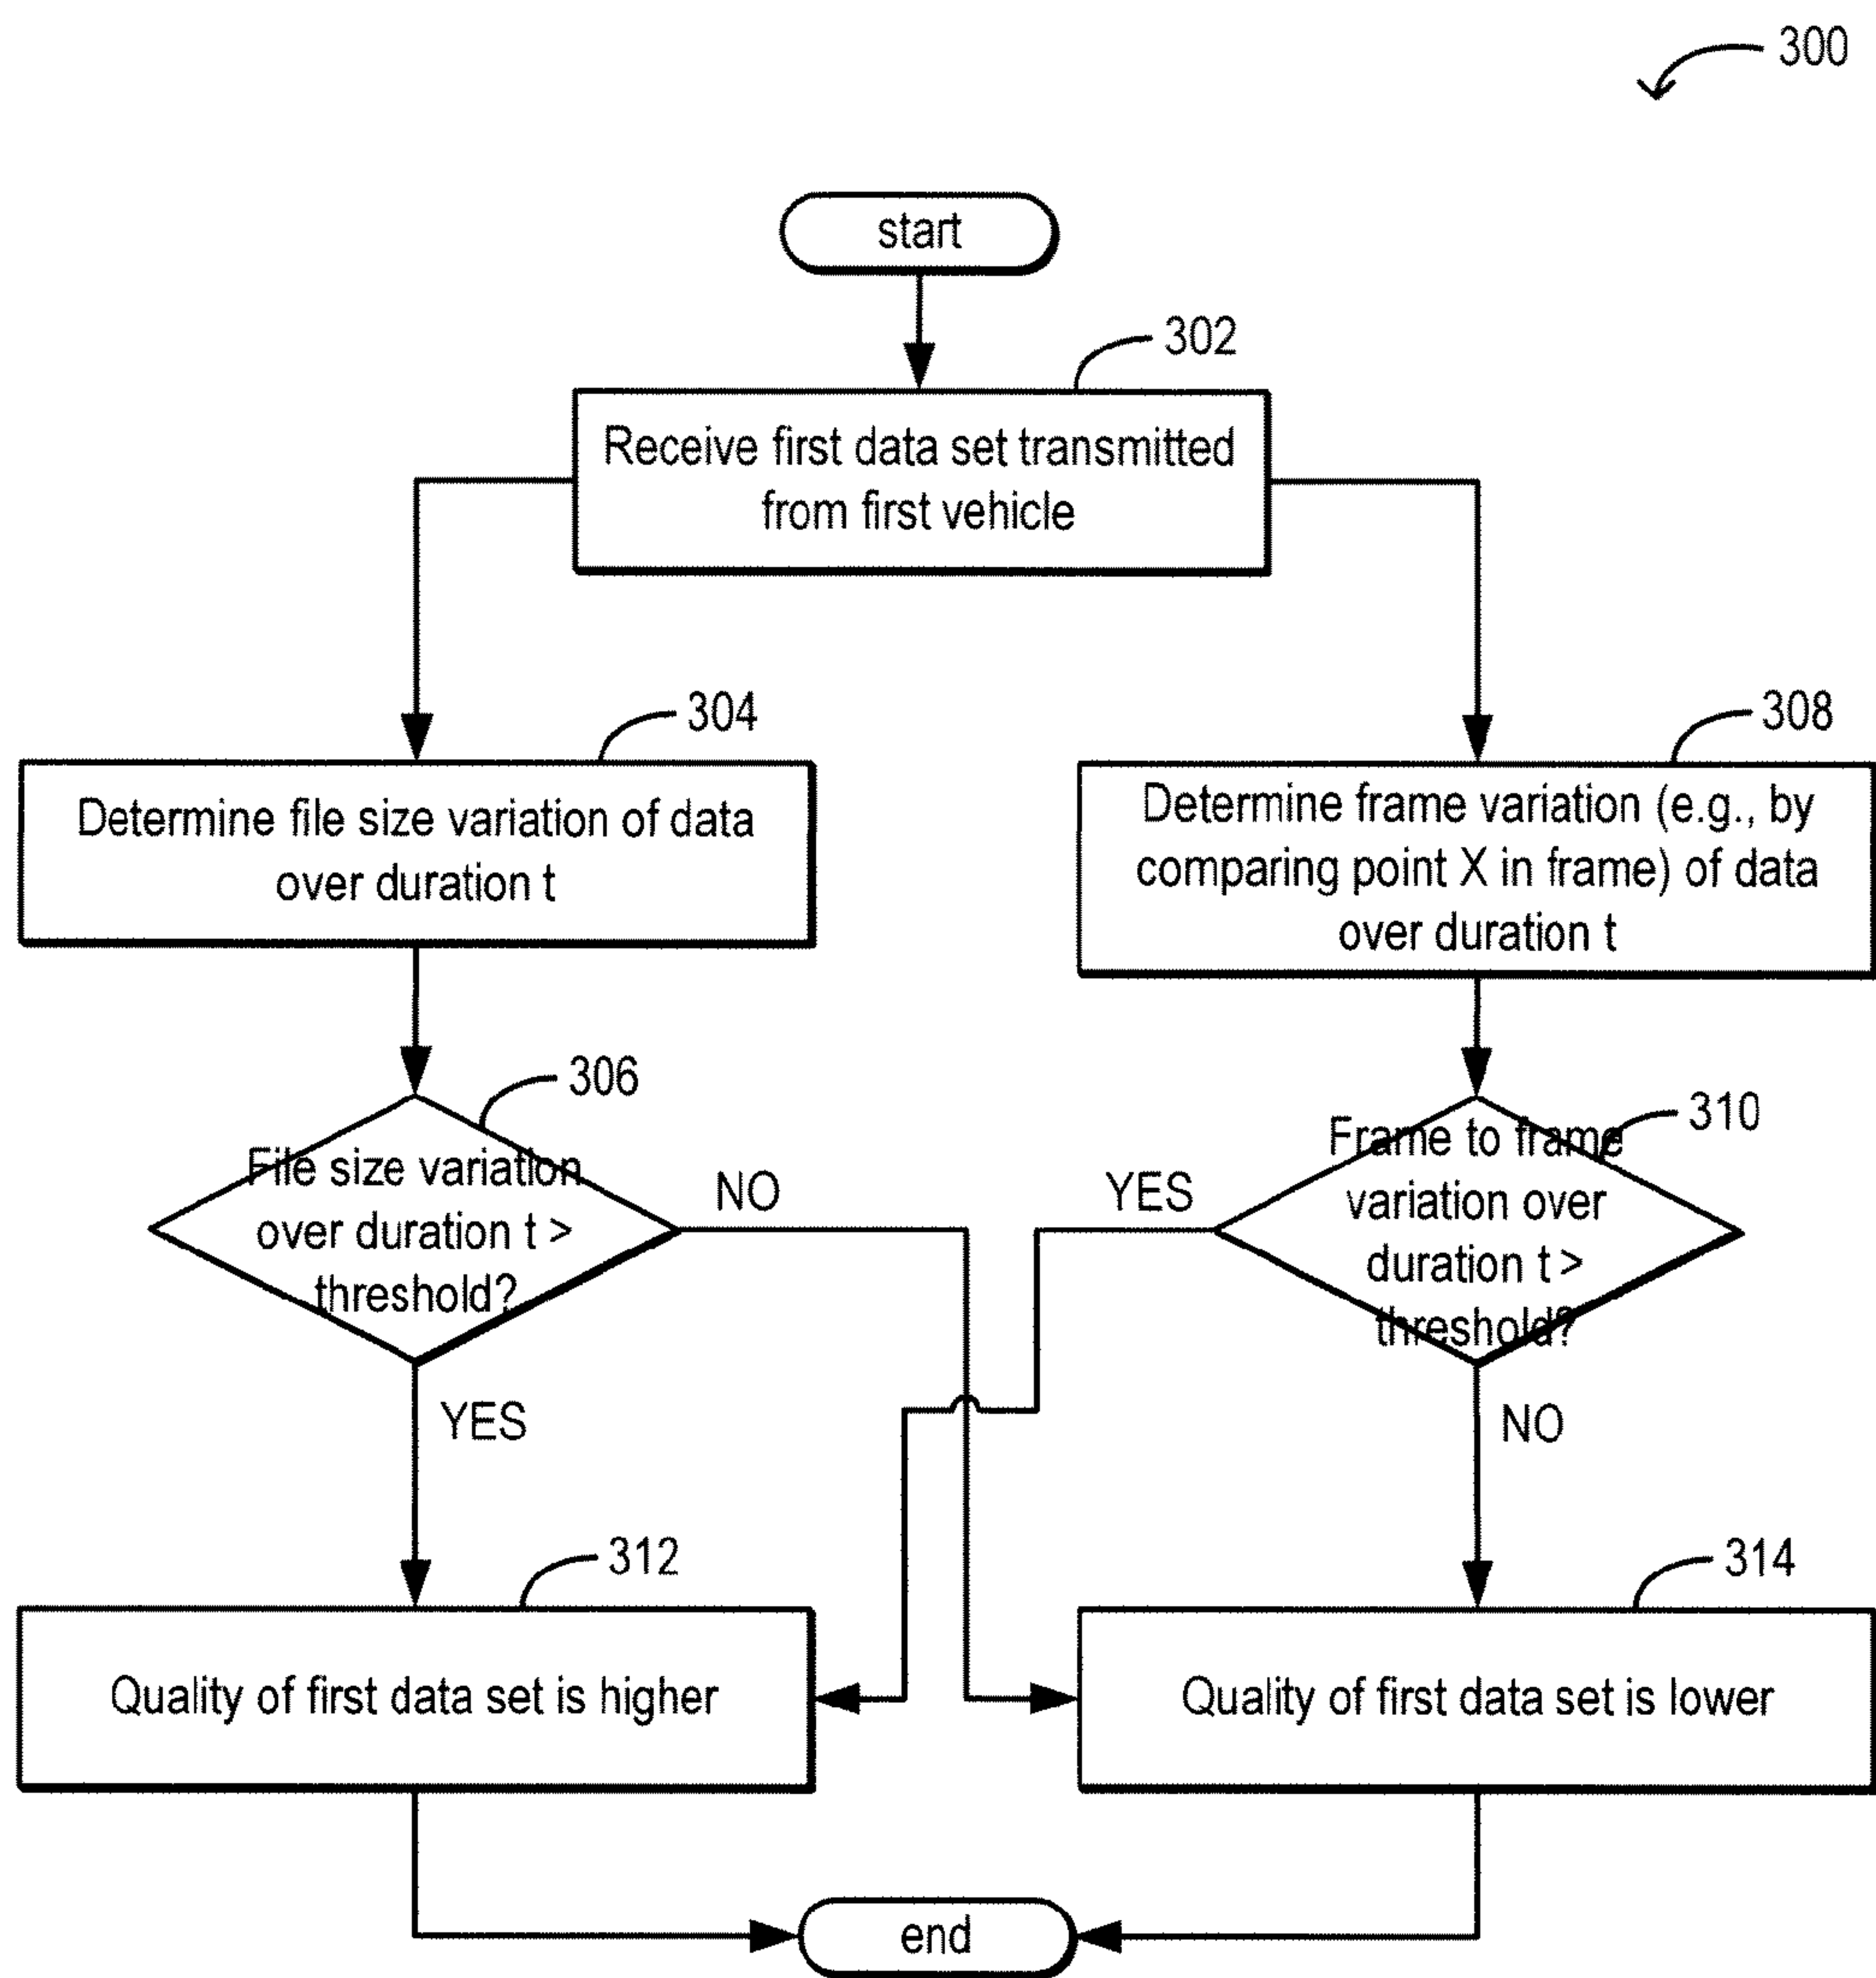 300
start
302
Receive first data set transmitted
from first vehicle
304
Determine file size variation of data
over duration t
308
Determine frame variation (e.g., by
comparing point X in frame) of data
over duration t
306
File size variation
over duration t >
threshold?
NO
YES
310
Frame to frame
variation over
duration t >
threshold?
YES
NO
312
Quality of first data set is higher
314
Quality of first data set is lower
end